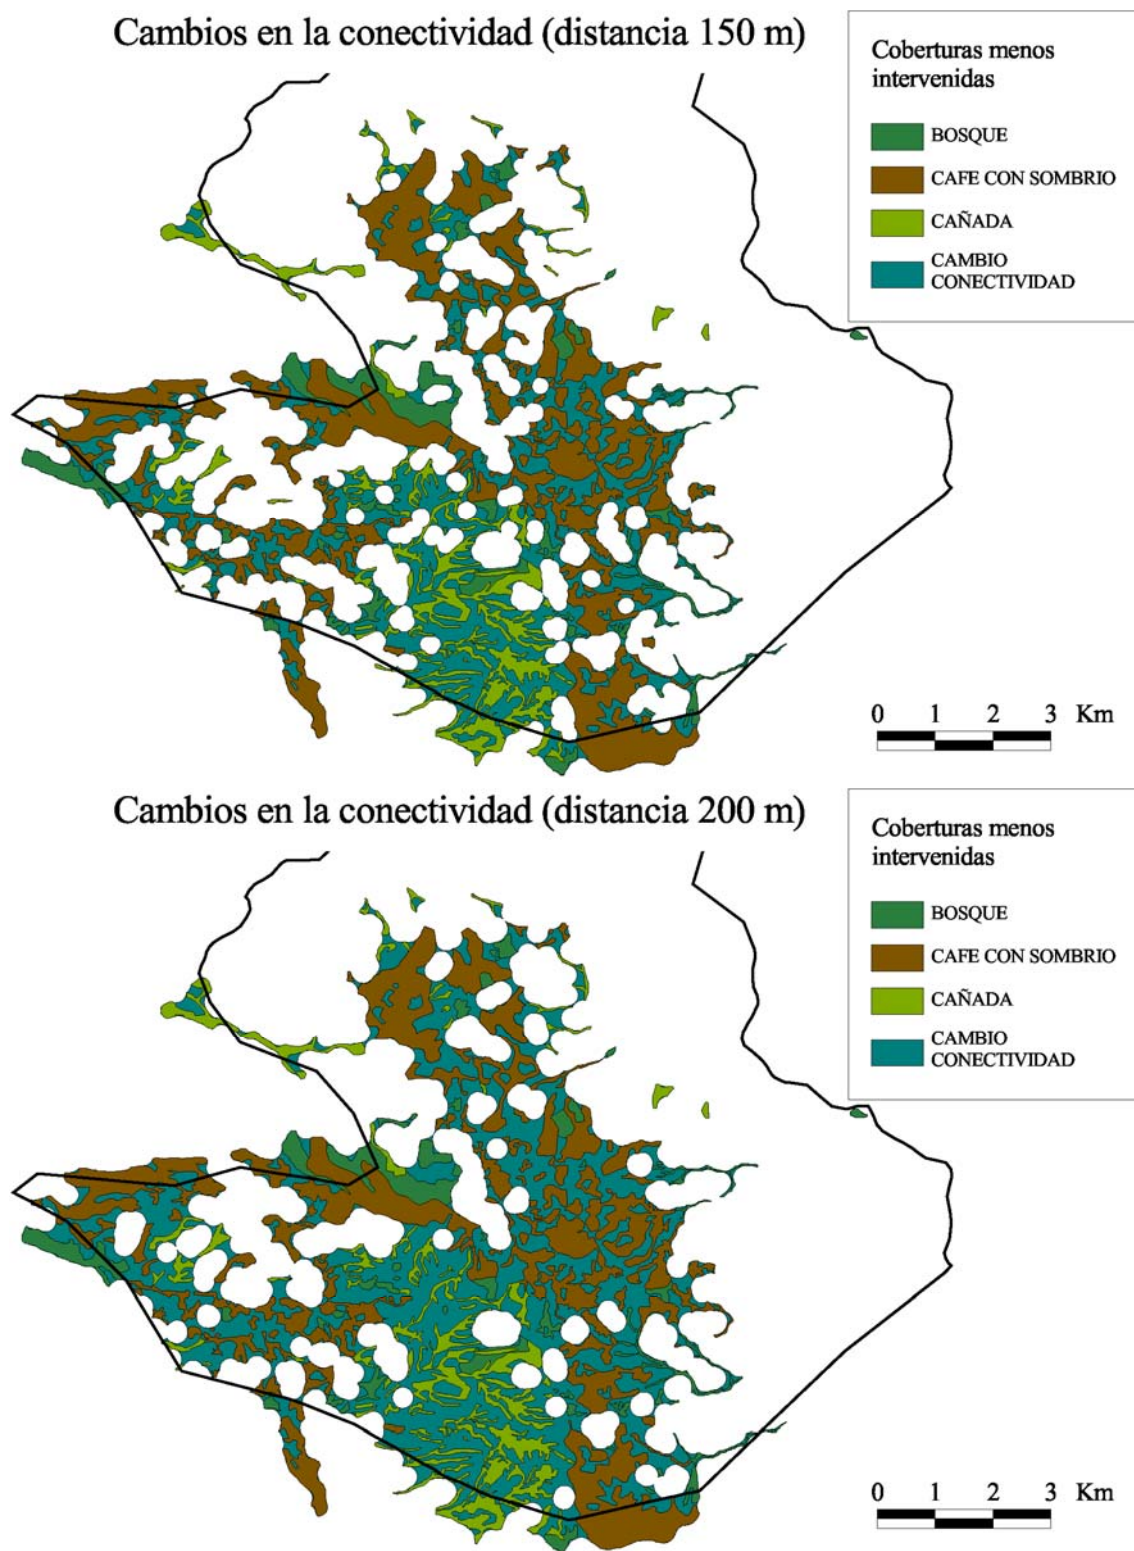 Cambios en la conectividad (distancia 150 m)
Coberturas menos
intervenidas
BOSQUE
CAFE CON SOMBRIO
CAÑADA
CAMBIO
CONECTIVIDAD
0 1 2 3 Km
Cambios en la conectividad (distancia 200 m)
Coberturas menos
intervenidas
BOSQUE
CAFE CON SOMBRIO
CAÑADA
CAMBIO
CONECTIVIDAD
0 1 2 3 Km